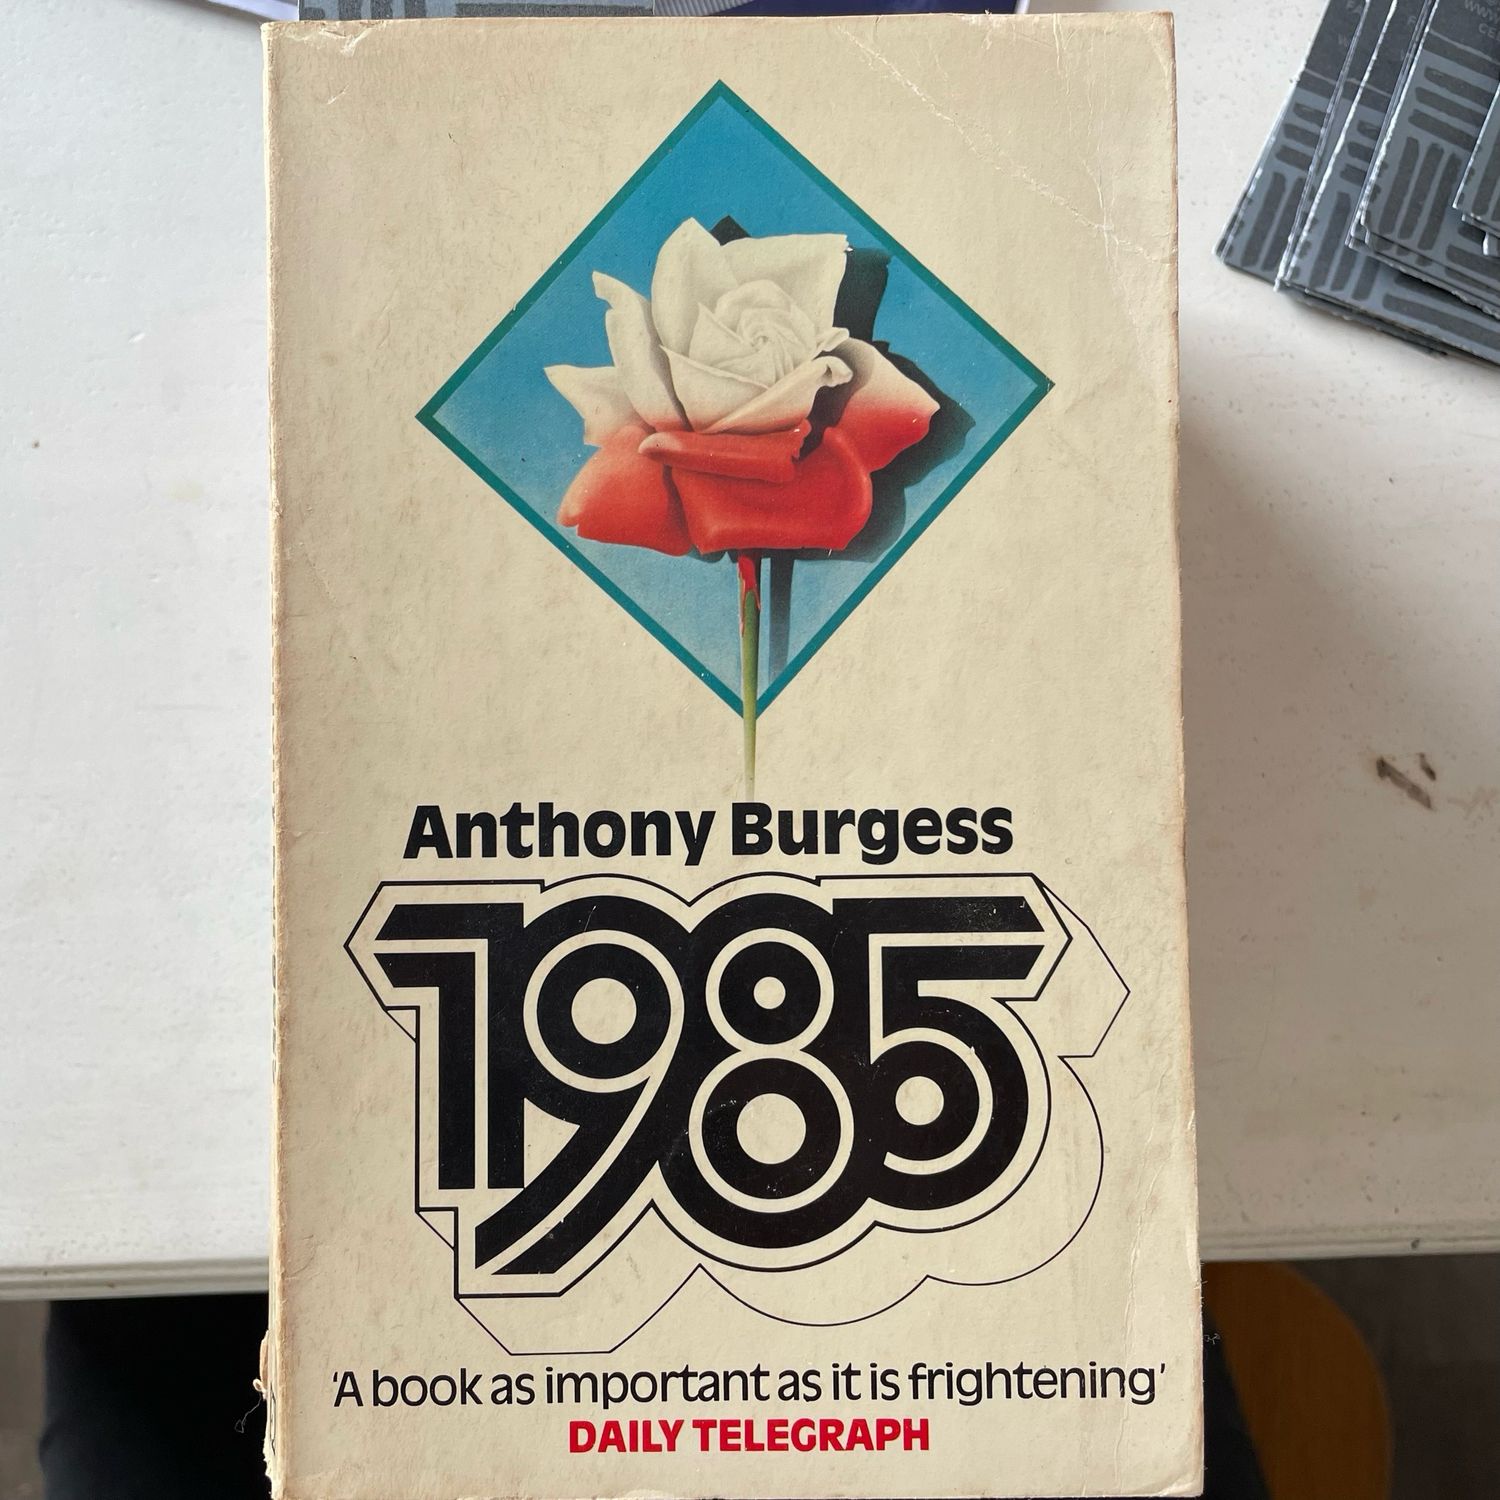 Anthony Burgess
1985
'A book as important as it is frightening'
DAILY TELEGRAPH